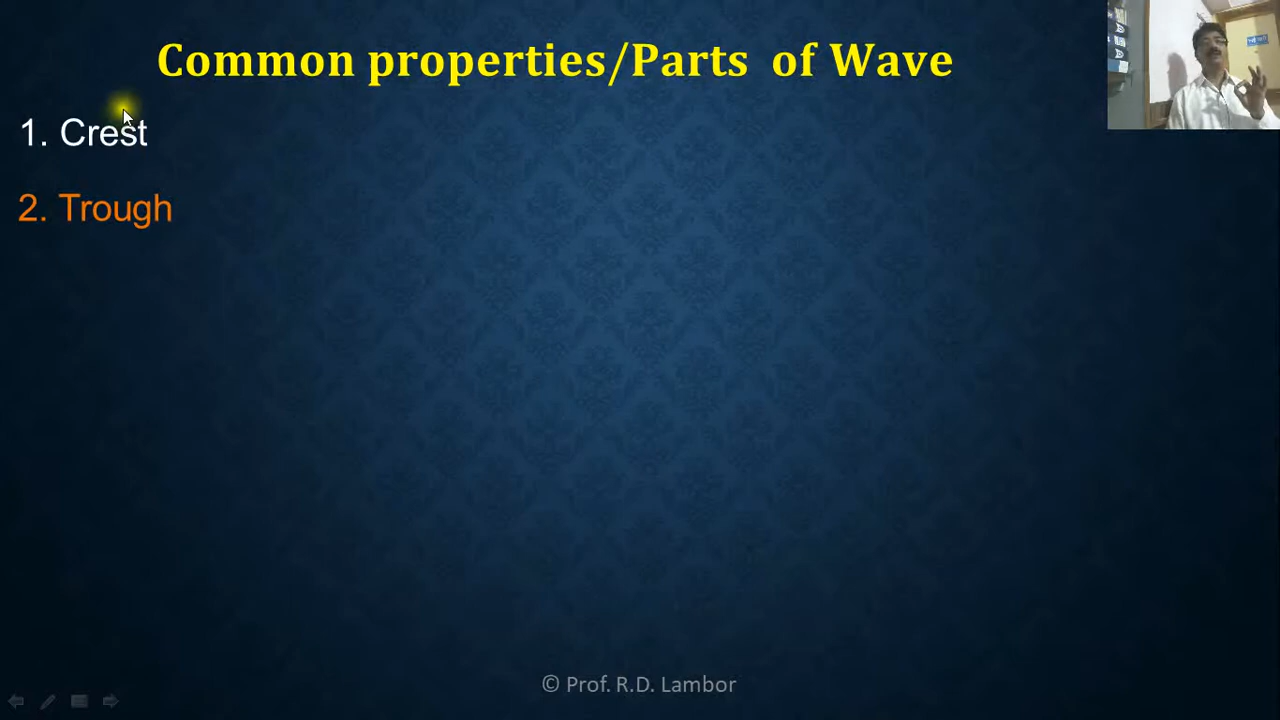 Common properties/Parts of Wave
1. Crest
2. Trough
© Prof. R.D. Lambor